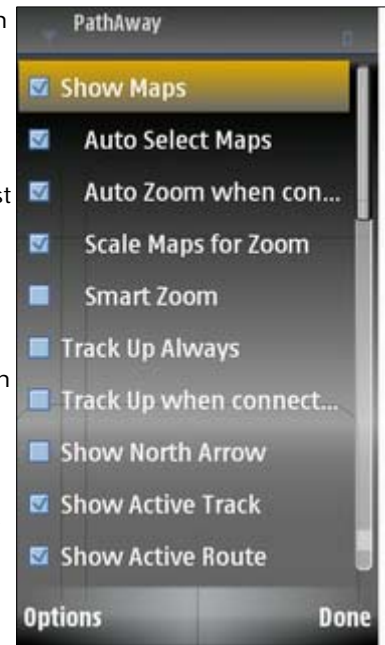 PathAway
Show Maps
Auto Select Maps
Auto Zoom when con...
Scale Maps for Zoom
Smart Zoom
Track Up Always
Track Up when connect...
Show North Arrow
Show Active Track
Show Active Route
Options Done